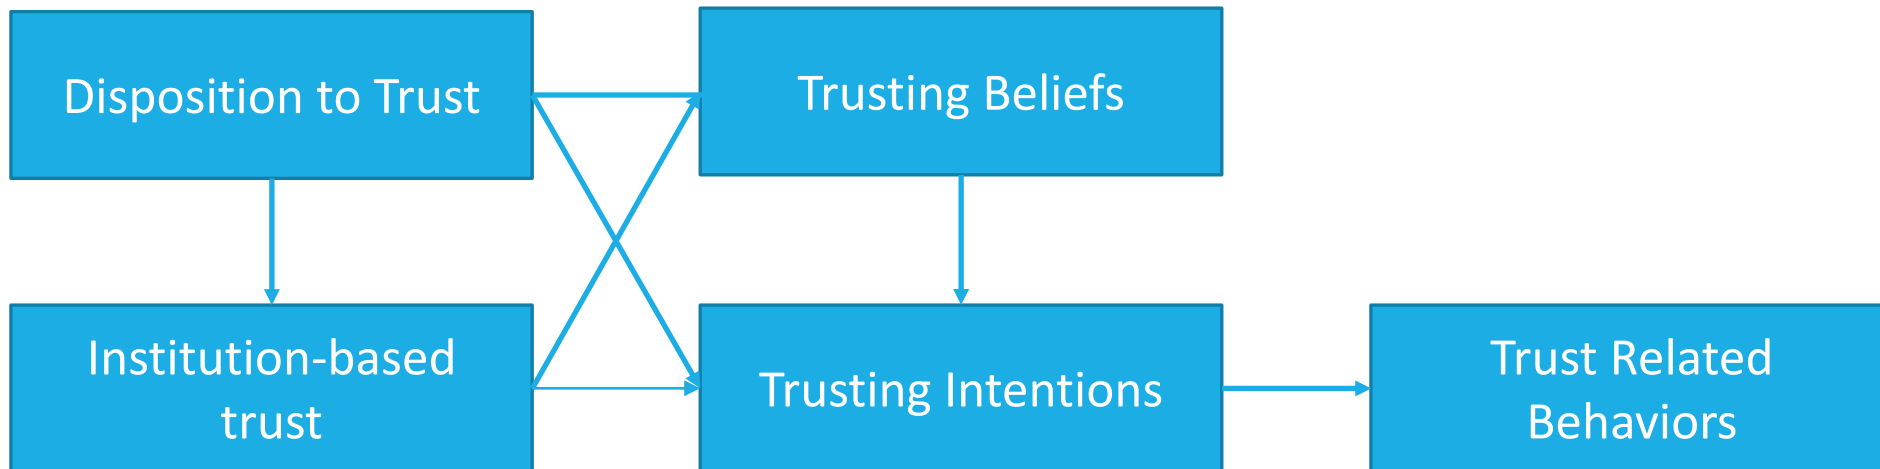 Disposition to Trust
Trusting Beliefs
Institution-based
trust
Trusting Intentions
Trust Related
Behaviors